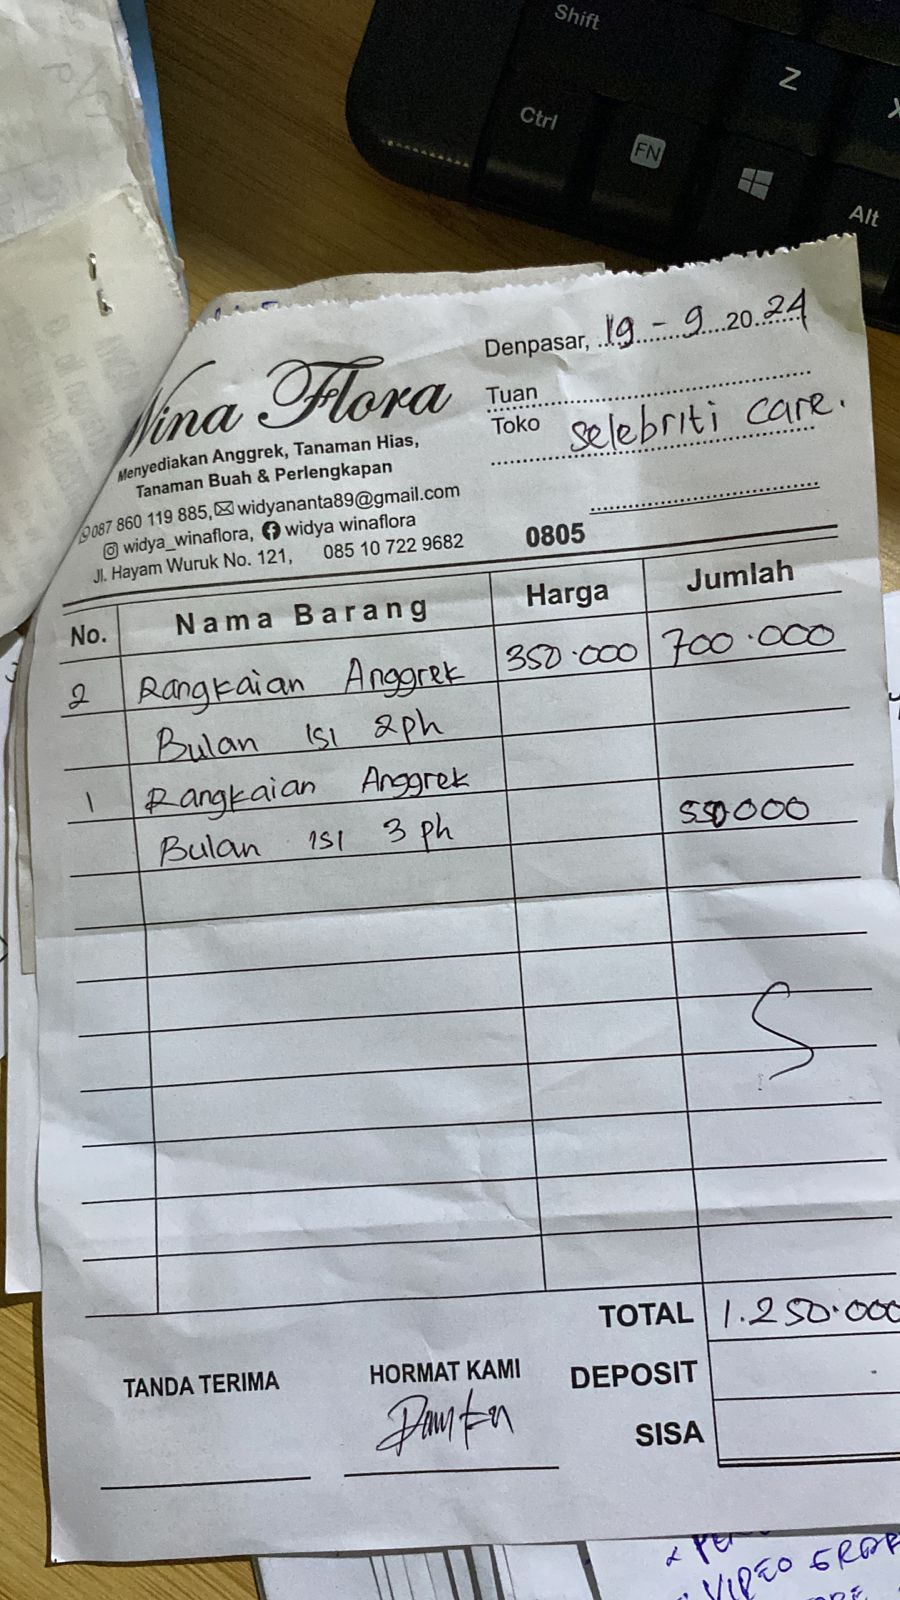 Shift
Z
Ctrl
FN
Alt
Denpasar, 19 - 9 20 24
Wina Flora
Menyediakan Anggrek, Tanaman Hias,
Tanaman Buah & Perlengkapan
087 860 119 885, widyananta89@gmail.com
widya_winaflora, widya winaflora
Jl. Hayam Wuruk No. 121, 085 10 722 9682
Tuan
Toko selebriti care.
0805
No. Nama Barang Harga Jumlah
2 Rangkaian Anggrek 350.000 700.000
Bulan isi 2ph
1 Rangkaian Anggrek
Bulan isi 3 ph 550000
TOTAL 1.250.000
TANDA TERIMA HORMAT KAMI DEPOSIT
SISA
VIDEO